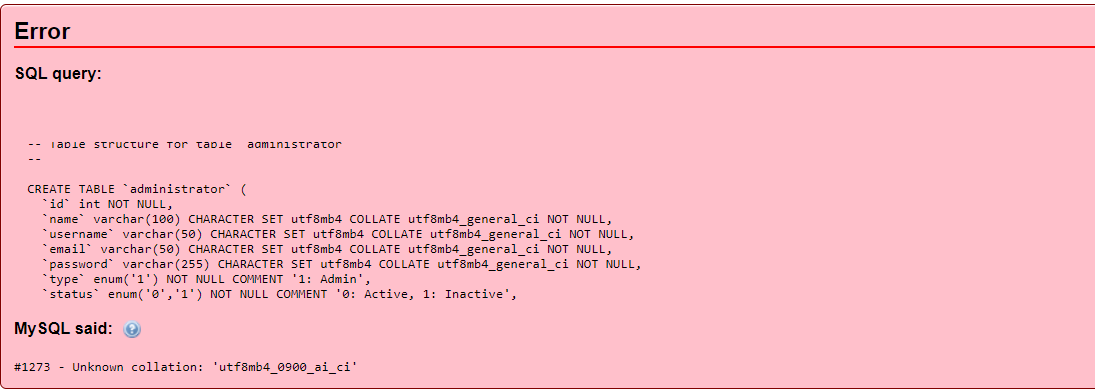 Error
SQL query:
-- Table structure for table `administrator`
--
CREATE TABLE `administrator` (
`id` int NOT NULL,
`name` varchar(100) CHARACTER SET utf8mb4 COLLATE utf8mb4_general_ci NOT NULL,
`username` varchar(50) CHARACTER SET utf8mb4 COLLATE utf8mb4_general_ci NOT NULL,
`email` varchar(50) CHARACTER SET utf8mb4 COLLATE utf8mb4_general_ci NOT NULL,
`password` varchar(255) CHARACTER SET utf8mb4 COLLATE utf8mb4_general_ci NOT NULL,
`type` enum('1') NOT NULL COMMENT '1: Admin',
`status` enum('0','1') NOT NULL COMMENT '0: Active, 1: Inactive',
MySQL said: ?
#1273 - Unknown collation: 'utf8mb4_0900_ai_ci'